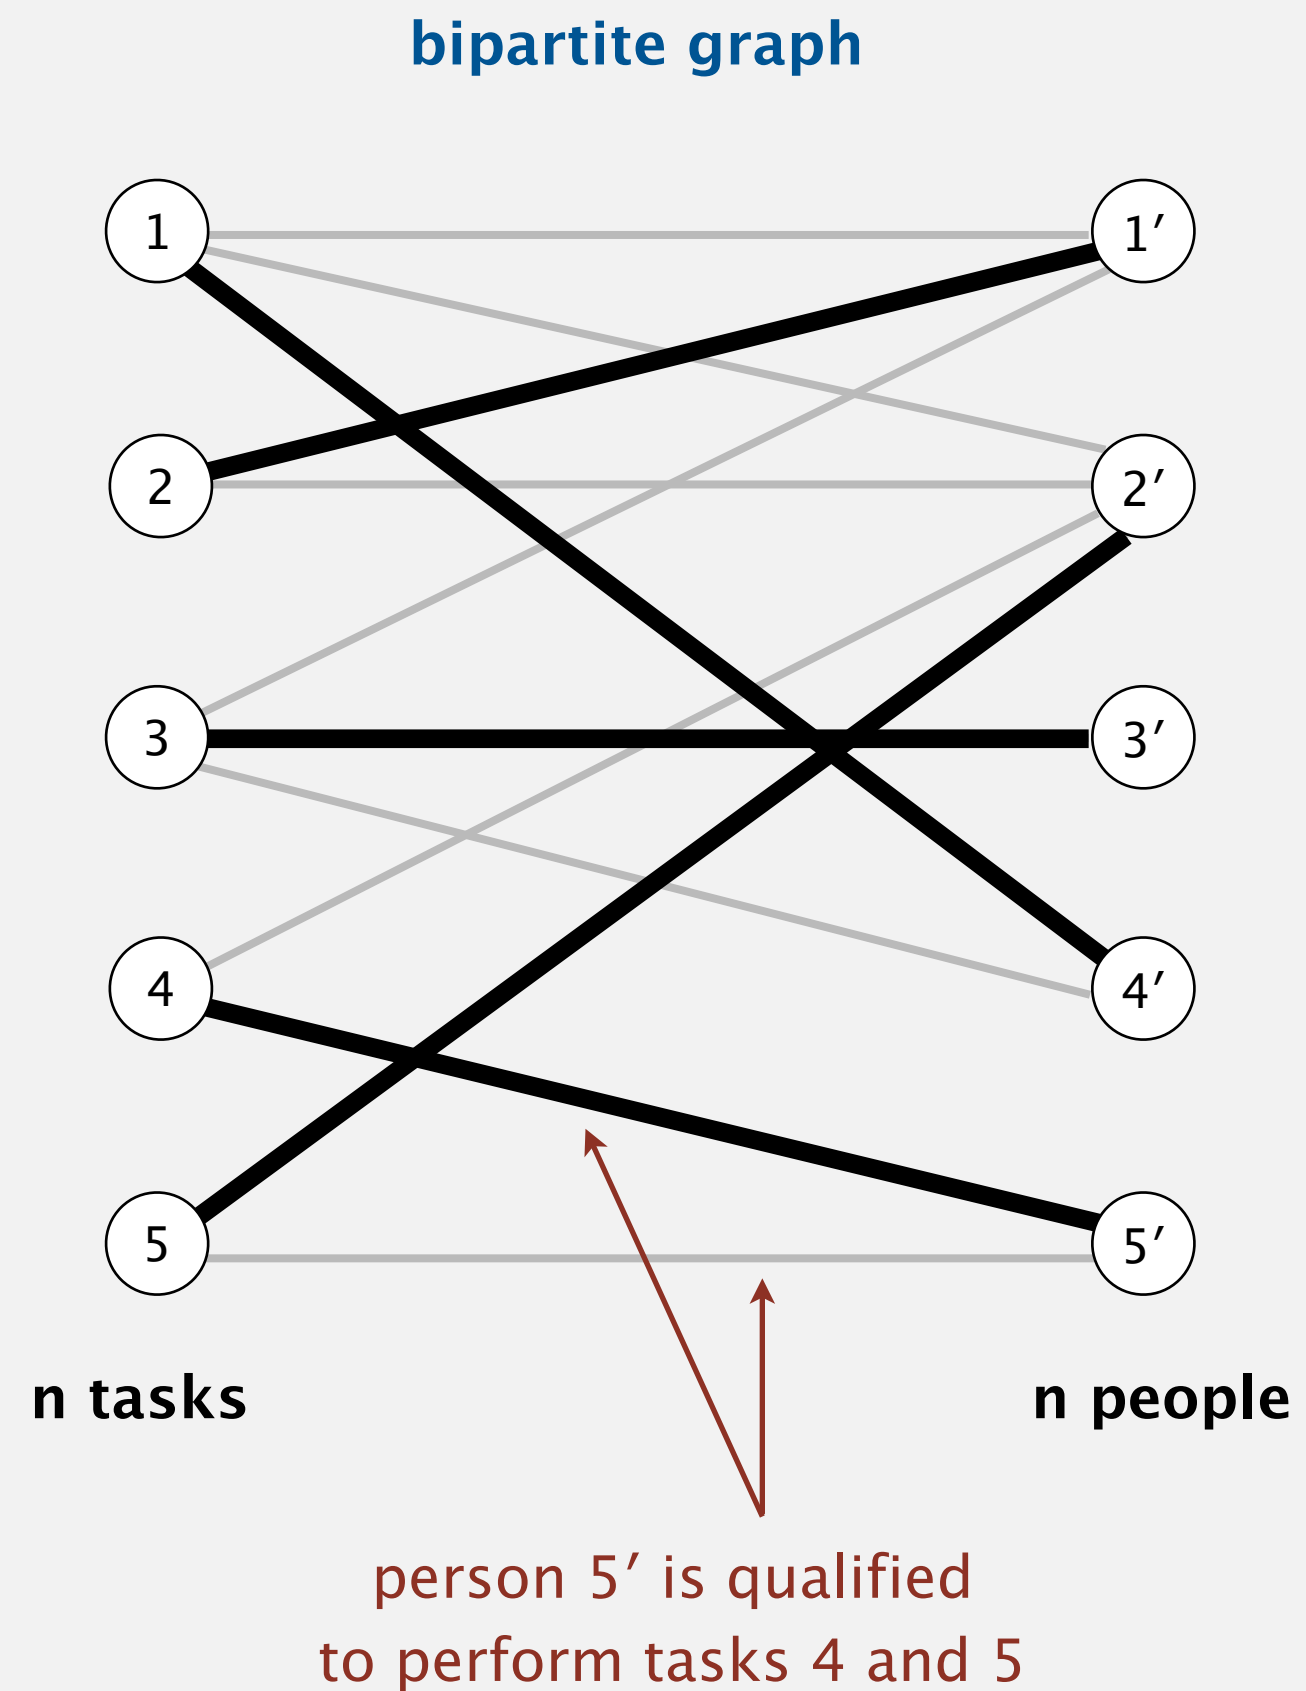 bipartite graph
1
1′
2
2′
3
3′
4
4′
5
5′
n tasks
n people
person 5′ is qualified
to perform tasks 4 and 5